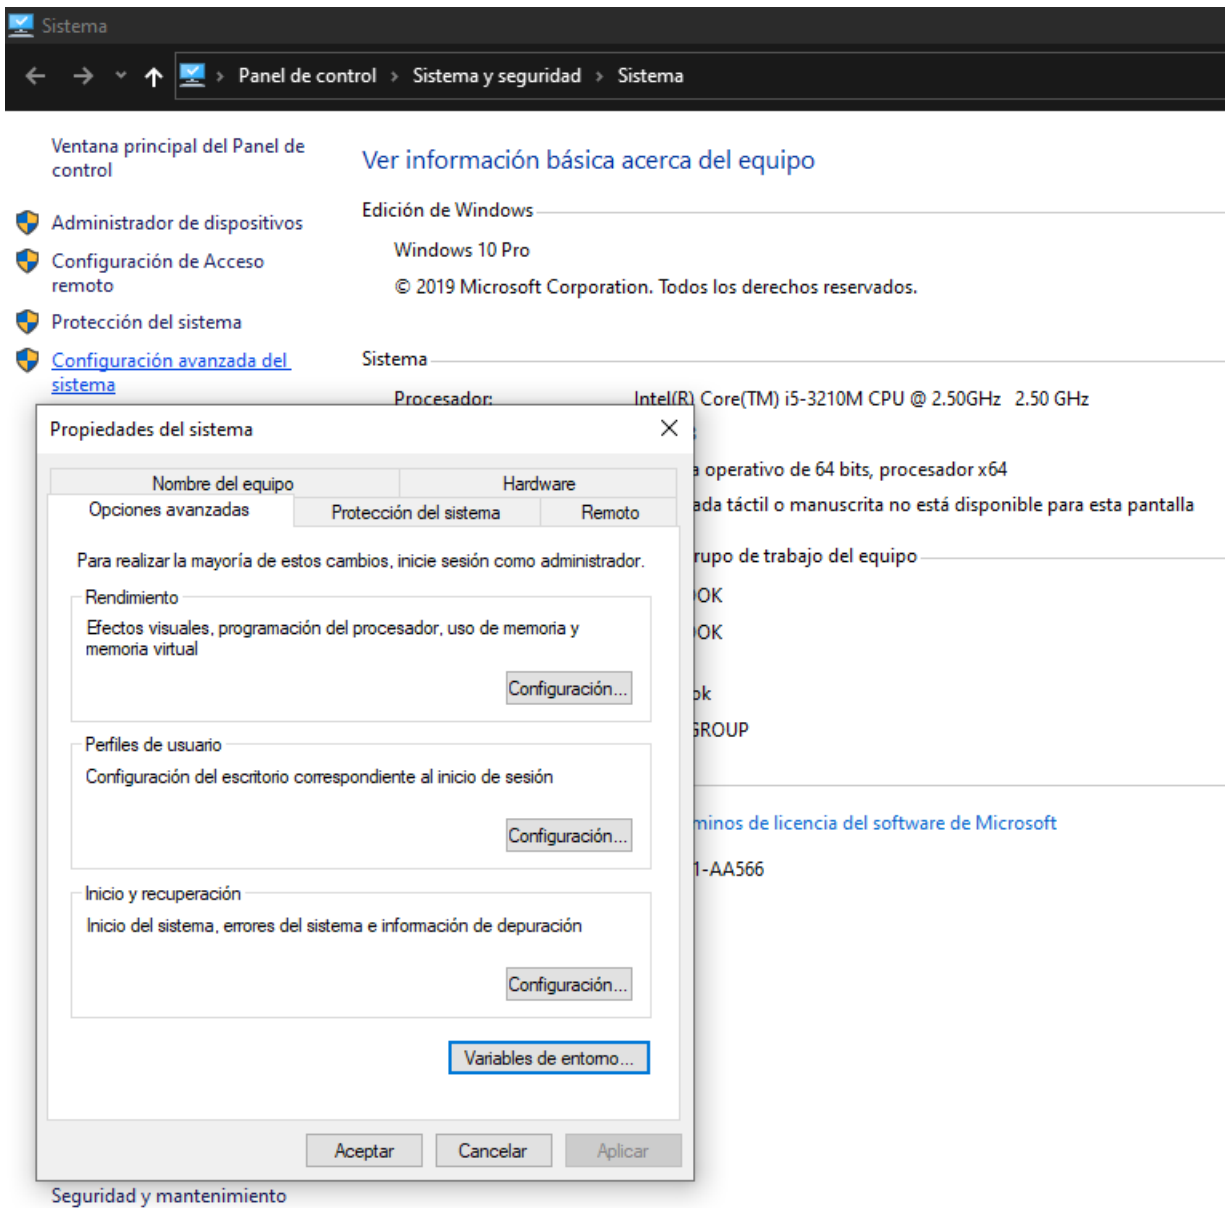 Sistema
Panel de control › Sistema y seguridad › Sistema
Ventana principal del Panel de
control
Administrador de dispositivos
Configuración de Acceso
remoto
Protección del sistema
Configuración avanzada del
sistema
Ver información básica acerca del equipo
Edición de Windows
Windows 10 Pro
© 2019 Microsoft Corporation. Todos los derechos reservados.
Sistema
Procesador: Intel(R) Core(TM) i5-3210M CPU @ 2.50GHz 2.50 GHz
operativo de 64 bits, procesador x64
táctil o manuscrita no está disponible para esta pantalla
de trabajo del equipo
minos de licencia del software de Microsoft
1-AA566
Propiedades del sistema
Nombre del equipo
Hardware
Opciones avanzadas
Protección del sistema
Remoto
Para realizar la mayoría de estos cambios, inicie sesión como administrador.
Rendimiento
Efectos visuales, programación del procesador, uso de memoria y
memoria virtual
Configuración...
Perfiles de usuario
Configuración del escritorio correspondiente al inicio de sesión
Configuración...
Inicio y recuperación
Inicio del sistema, errores del sistema e información de depuración
Configuración...
Variables de entorno...
Aceptar
Cancelar
Aplicar
Seguridad y mantenimiento